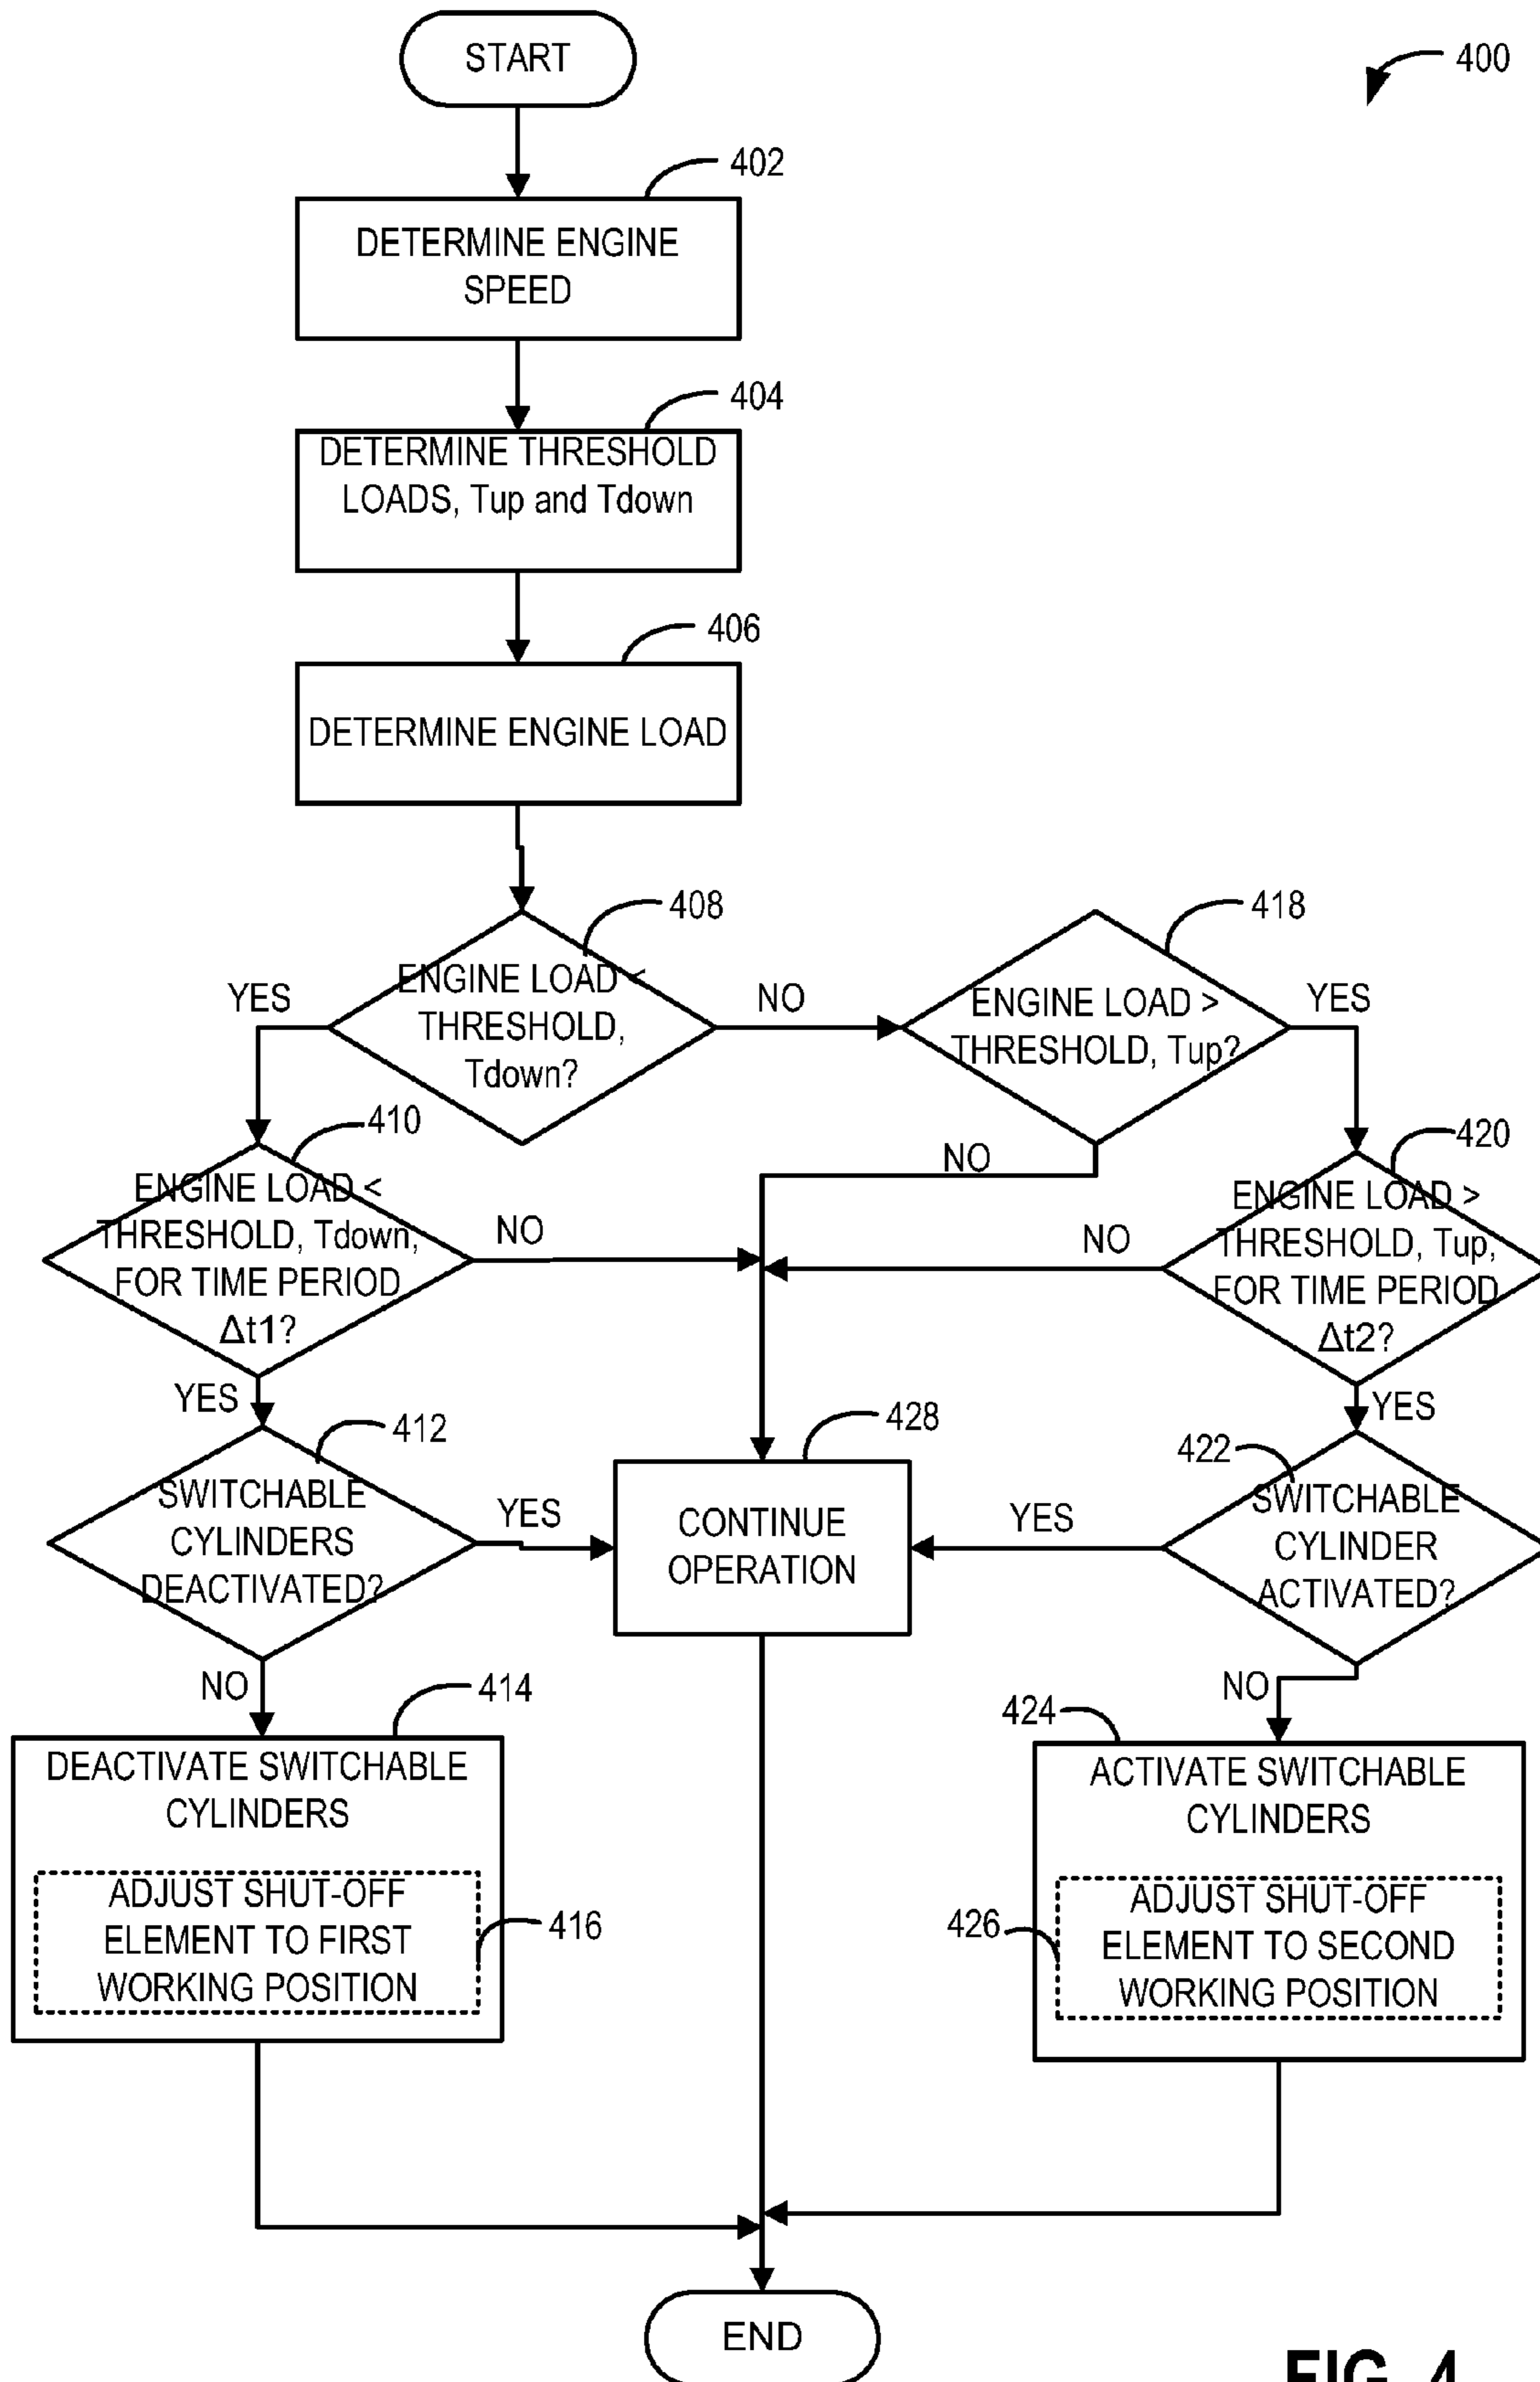 START
400
402
DETERMINE ENGINE
SPEED
404
DETERMINE THRESHOLD
LOADS, Tup and Tdown
406
DETERMINE ENGINE LOAD
408
ENGINE LOAD <
THRESHOLD,
Tdown?
YES
NO
418
ENGINE LOAD >
THRESHOLD, Tup?
YES
NO
410
ENGINE LOAD <
THRESHOLD, Tdown,
FOR TIME PERIOD
Δt1?
NO
YES
420
ENGINE LOAD >
THRESHOLD, Tup,
FOR TIME PERIOD
Δt2?
NO
YES
412
SWITCHABLE
CYLINDERS
DEACTIVATED?
YES
NO
428
CONTINUE
OPERATION
422
SWITCHABLE
CYLINDER
ACTIVATED?
YES
NO
414
DEACTIVATE SWITCHABLE
CYLINDERS
ADJUST SHUT-OFF
ELEMENT TO FIRST
WORKING POSITION
416
424
ACTIVATE SWITCHABLE
CYLINDERS
426
ADJUST SHUT-OFF
ELEMENT TO SECOND
WORKING POSITION
END
FIG. 4